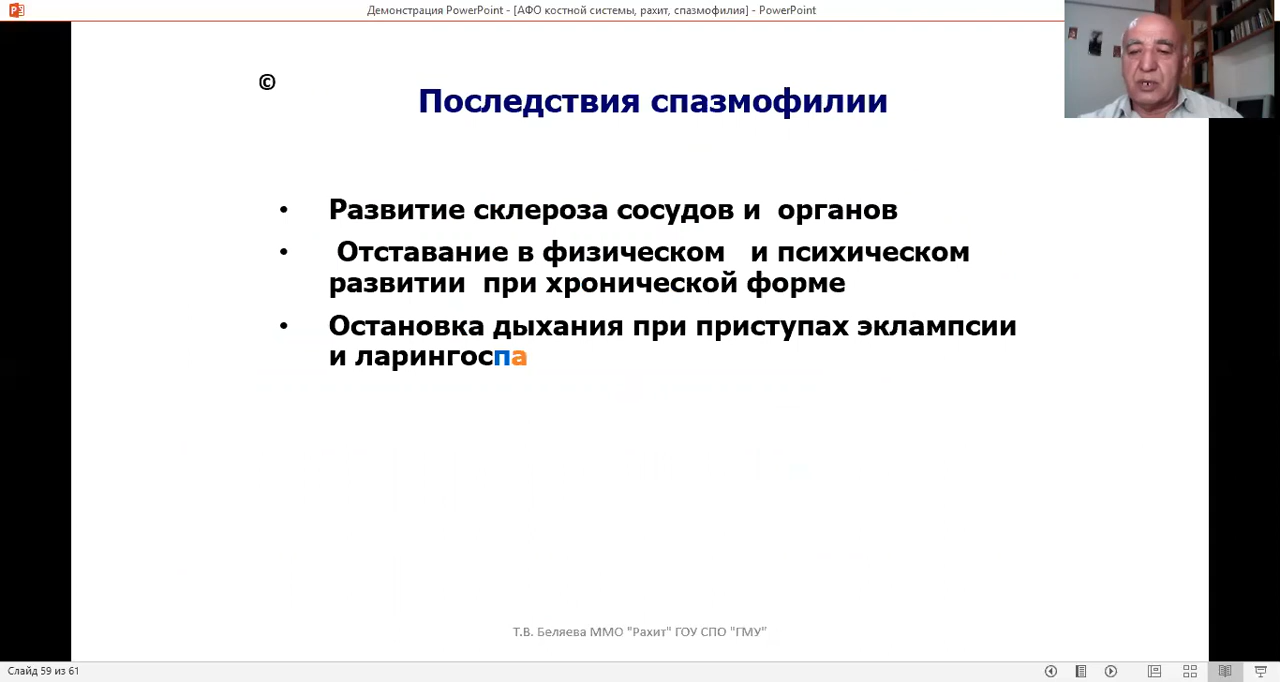 Демонстрация PowerPoint - [АФО костной системы, рахит, спазмофилия] - PowerPoint
©
Последствия спазмофилии
• Развитие склероза сосудов и органов
• Отставание в физическом и психическом
развитии при хронической форме
• Остановка дыхания при приступах эклампсии
и ларингоспа
Т.В. Беляева ММО "Рахит" ГОУ СПО "ГМУ"
Слайд 59 из 61